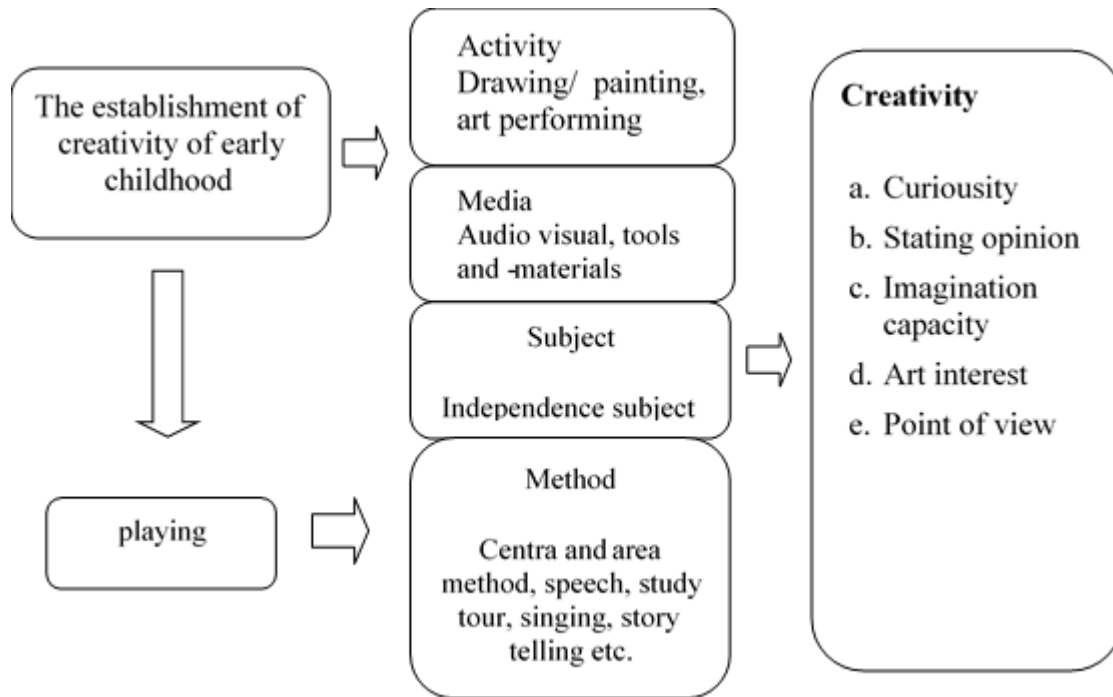 The establishment of
creativity of early
childhood
playing
Activity
Drawing/ painting,
art performing
Media
Audio visual, tools
and -materials
Subject
Independence subject
Method
Centra and area
method, speech, study
tour, singing, story
telling etc.
Creativity
a. Curiousity
b. Stating opinion
c. Imagination
capacity
d. Art interest
e. Point of view